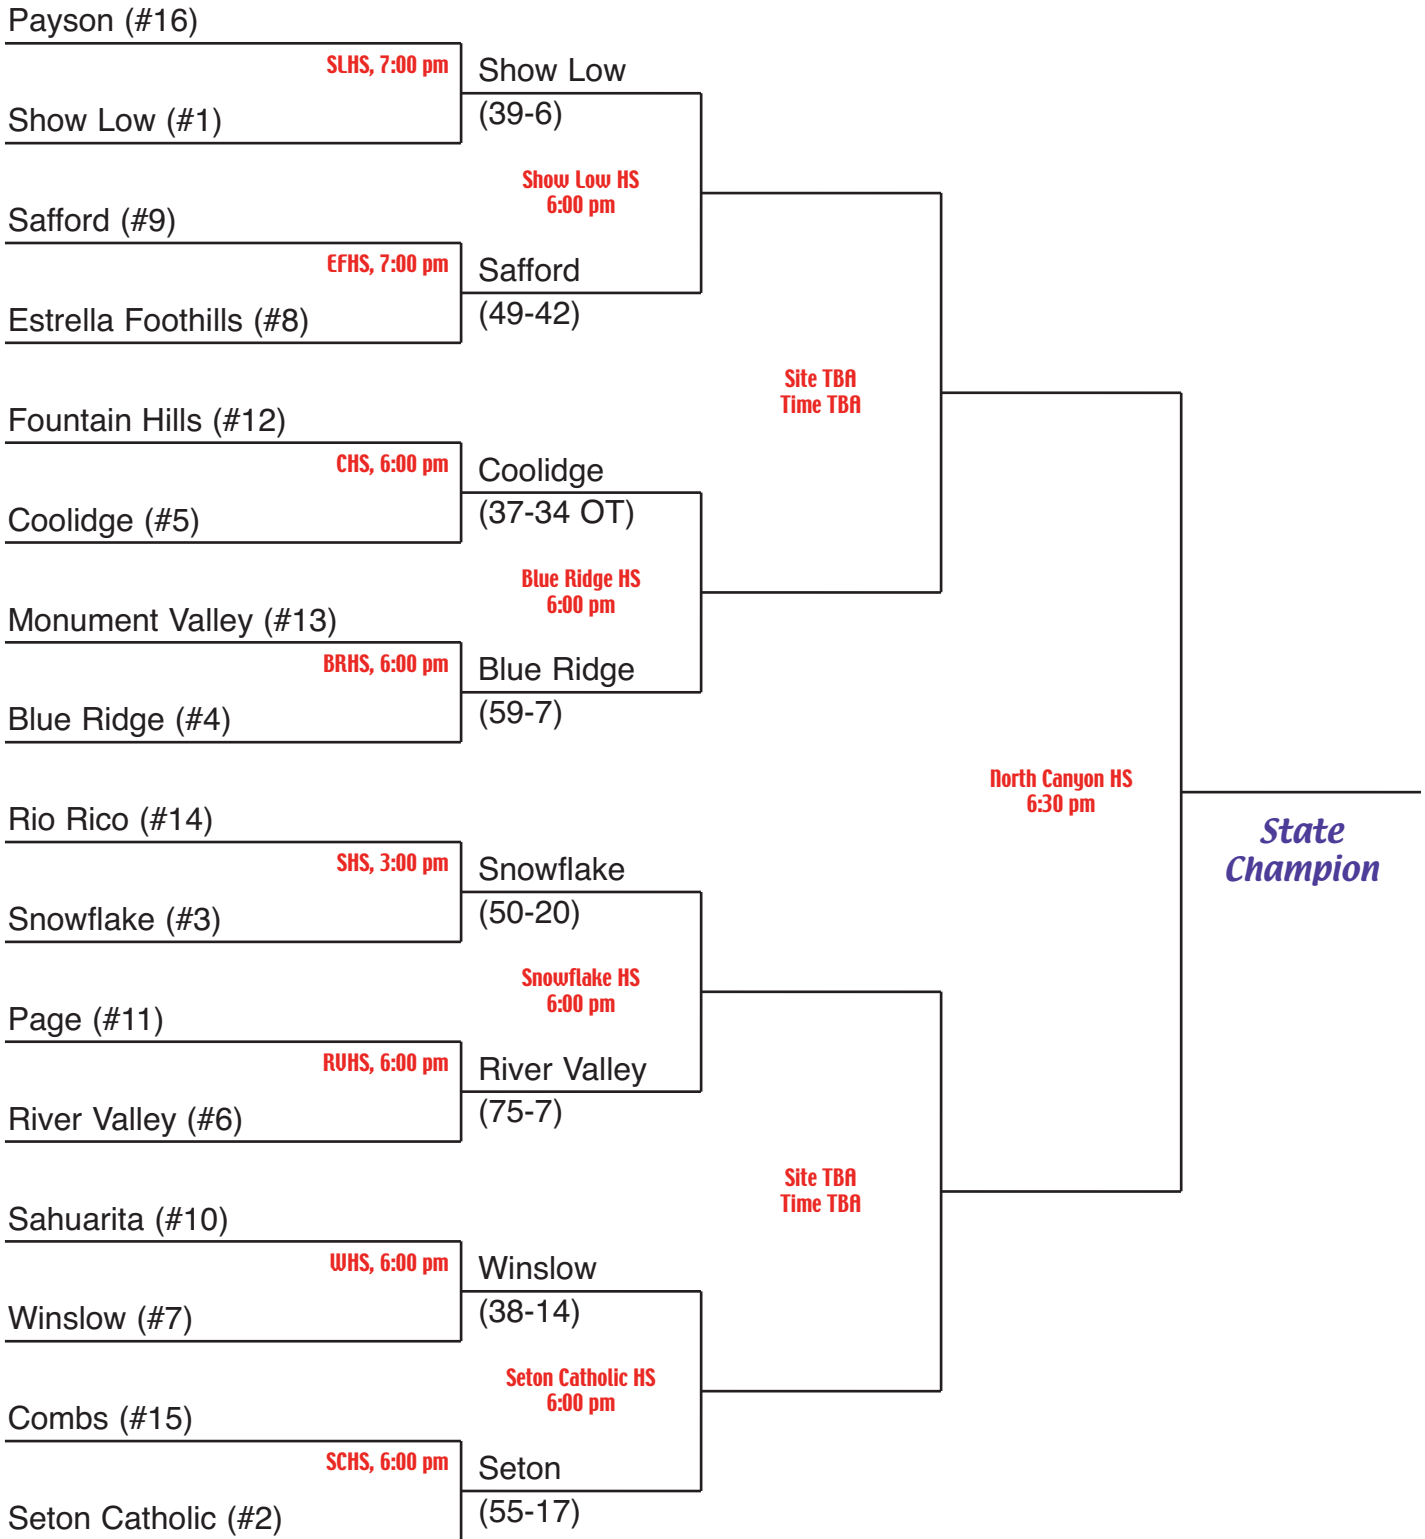 Payson (#16)
SLHS, 7:00 pm
Show Low
Show Low (#1)
(39-6)
Show Low HS
6:00 pm
Safford (#9)
EFHS, 7:00 pm
Safford
Estrella Foothills (#8)
(49-42)
Site TBA
Time TBA
Fountain Hills (#12)
CHS, 6:00 pm
Coolidge
Coolidge (#5)
(37-34 OT)
Blue Ridge HS
6:00 pm
Monument Valley (#13)
BRHS, 6:00 pm
Blue Ridge
Blue Ridge (#4)
(59-7)
North Canyon HS
6:30 pm
State
Champion
Rio Rico (#14)
SHS, 3:00 pm
Snowflake
Snowflake (#3)
(50-20)
Snowflake HS
6:00 pm
Page (#11)
RVHS, 6:00 pm
River Valley
River Valley (#6)
(75-7)
Site TBA
Time TBA
Sahuarita (#10)
WHS, 6:00 pm
Winslow
Winslow (#7)
(38-14)
Seton Catholic HS
6:00 pm
Combs (#15)
SCHS, 6:00 pm
Seton
Seton Catholic (#2)
(55-17)